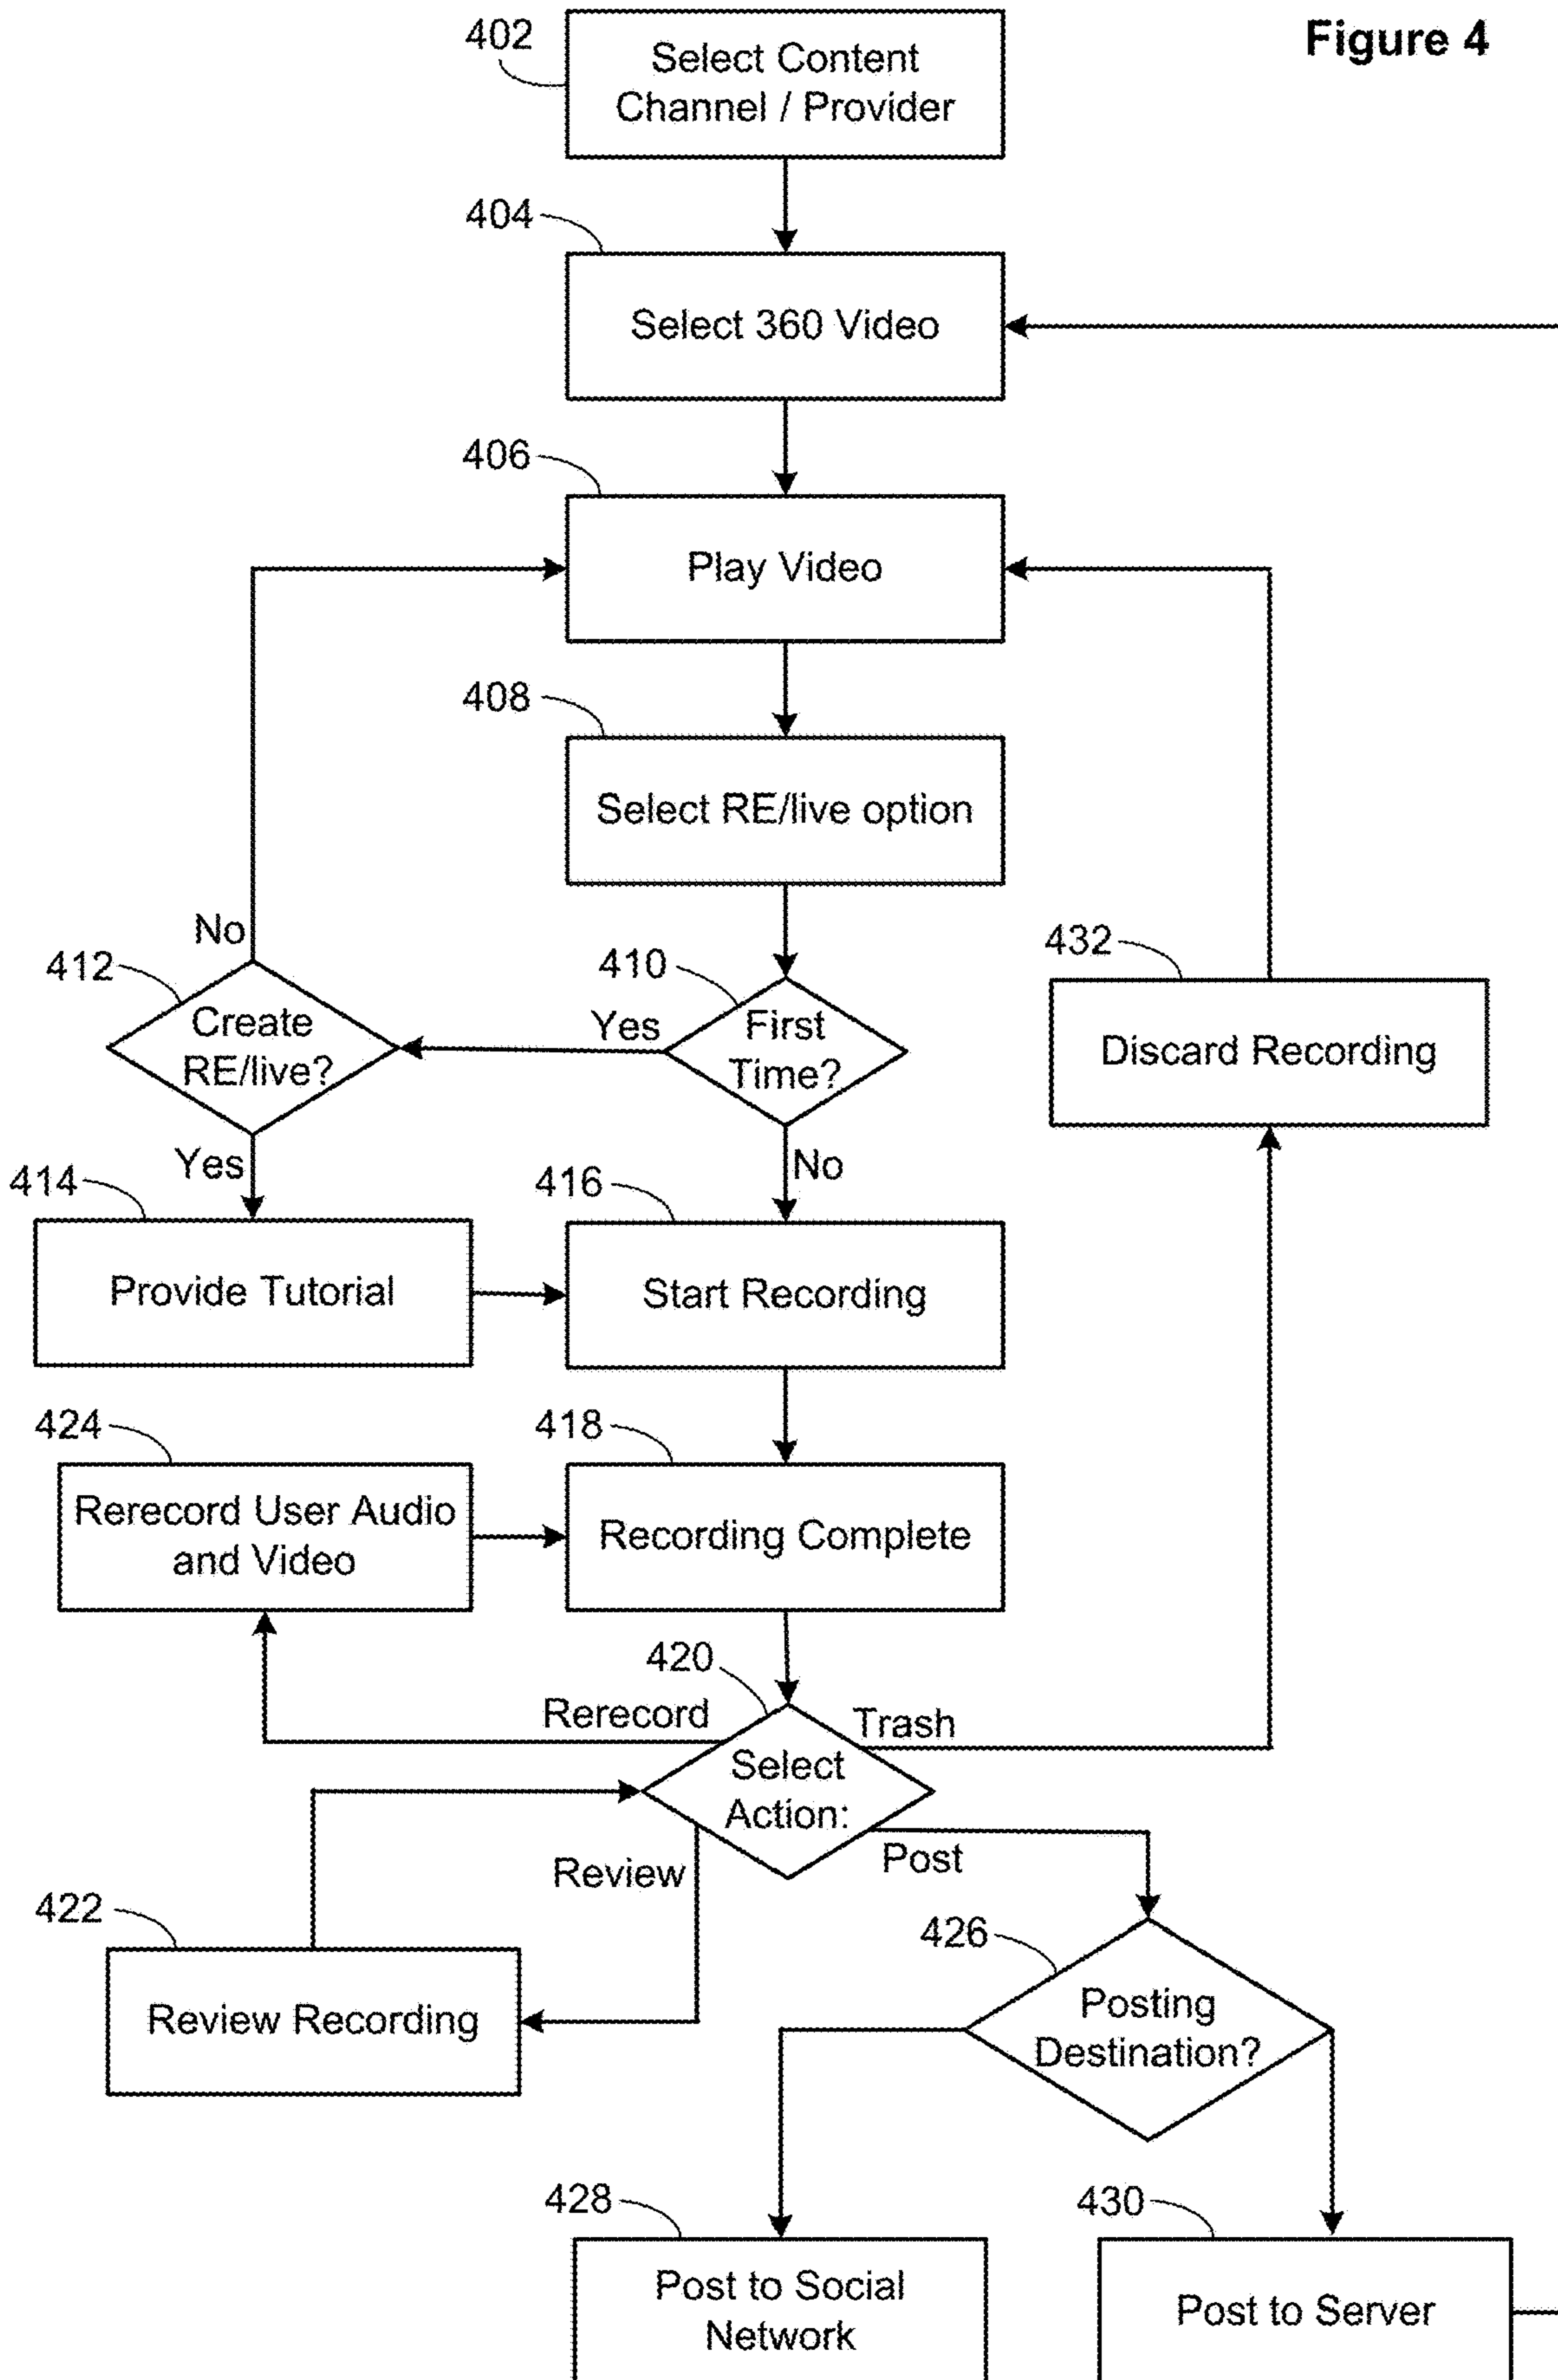 Figure 4
402
Select Content
Channel / Provider
404
Select 360 Video
406
Play Video
408
Select RE/live option
No
412
Create
RE/live?
410
Yes
First
Time?
432
Discard Recording
Yes
No
414
Provide Tutorial
416
Start Recording
424
Rerecord User Audio
and Video
418
Recording Complete
420
Rerecord
Trash
Select
Action:
Review
Post
422
Review Recording
426
Posting
Destination?
428
Post to Social
Network
430
Post to Server